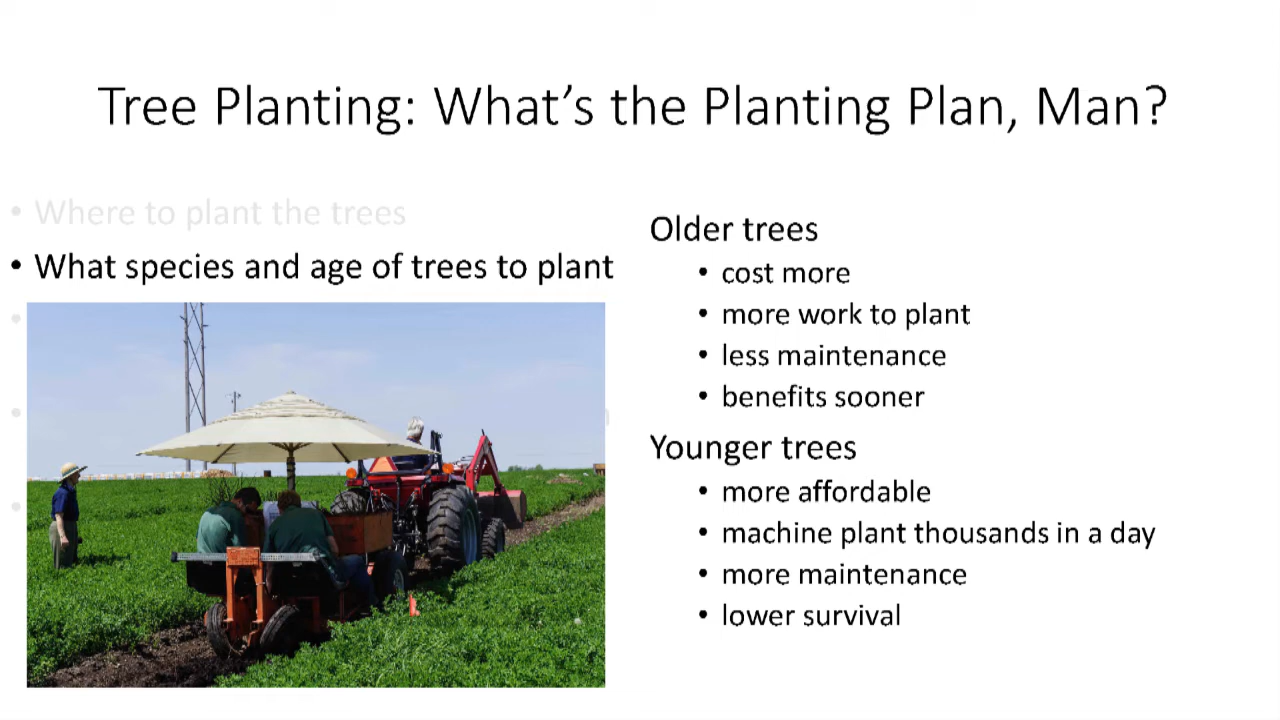 Tree Planting: What's the Planting Plan, Man?
• Where to plant the trees
• What species and age of trees to plant
Older trees
• cost more
• more work to plant
• less maintenance
• benefits sooner
Younger trees
• more affordable
• machine plant thousands in a day
• more maintenance
• lower survival